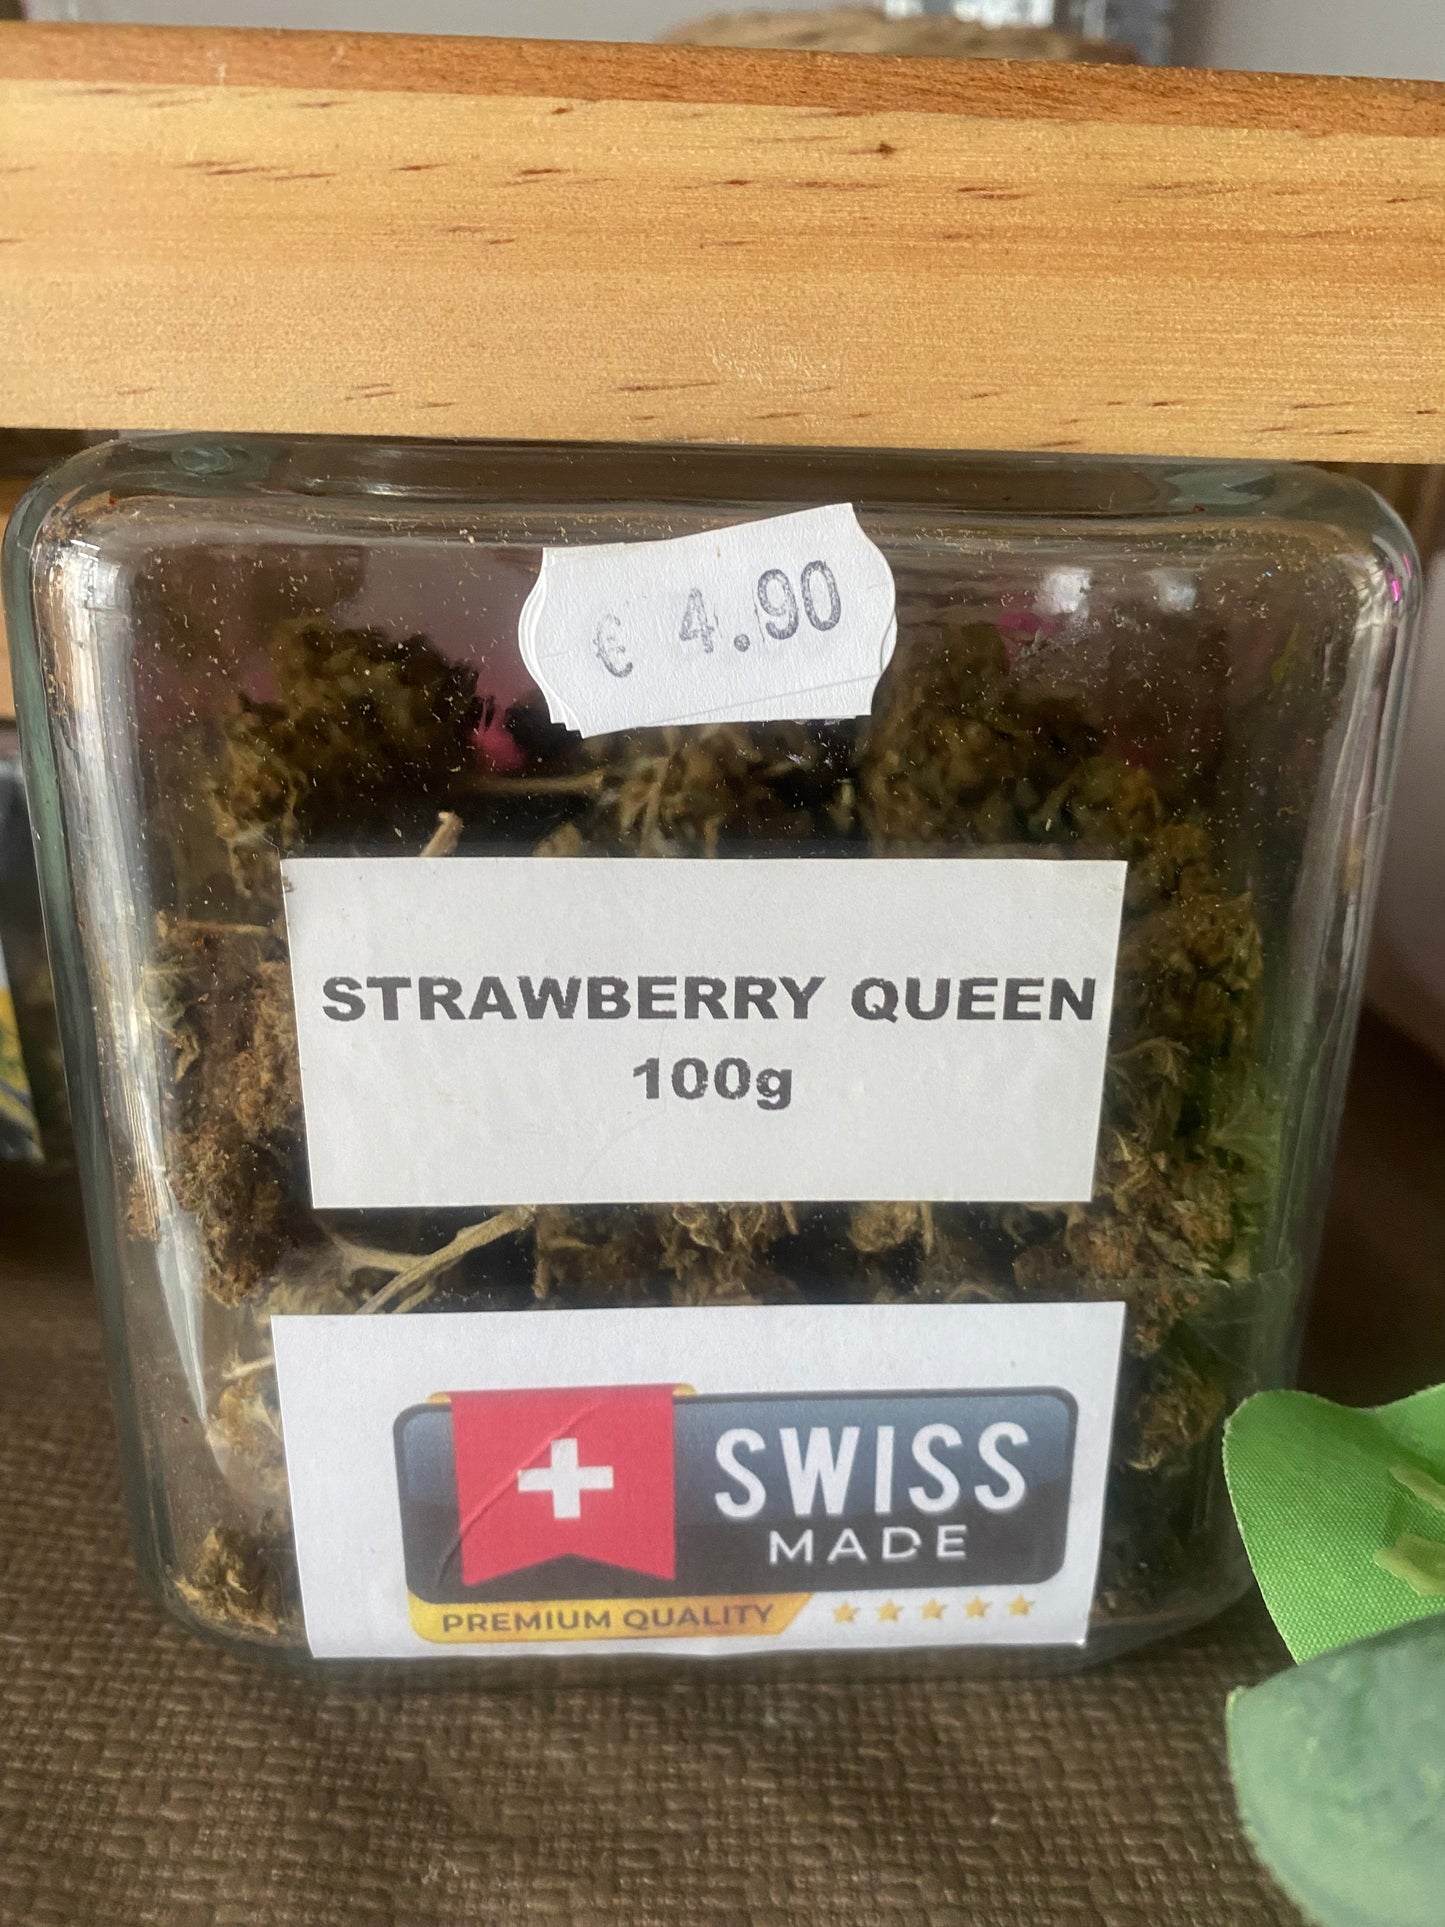 € 4.90
STRAWBERRY QUEEN
100g
SWISS
MADE
PREMIUM QUALITY